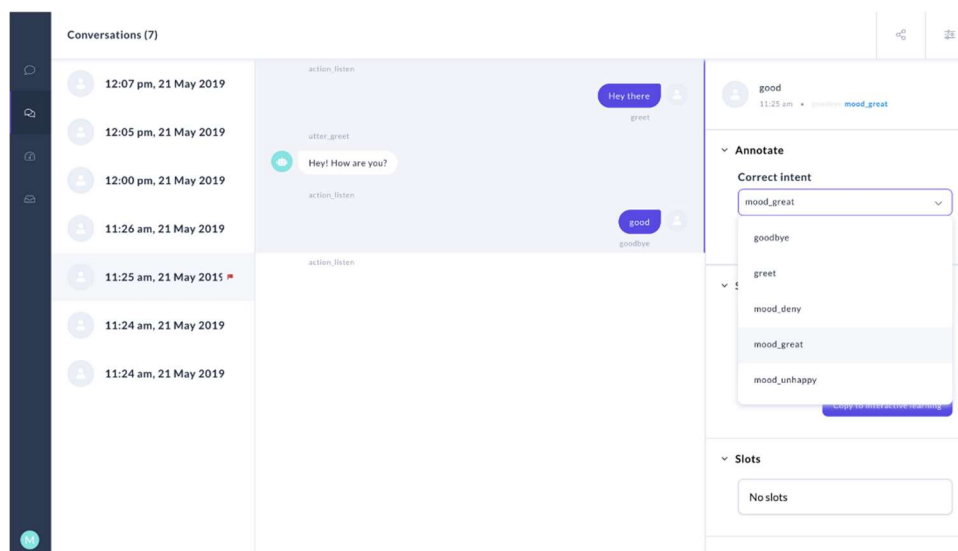 Conversations (7)
12:07 pm, 21 May 2019
12:05 pm, 21 May 2019
12:00 pm, 21 May 2019
11:26 am, 21 May 2019
11:25 am, 21 May 2019
11:24 am, 21 May 2019
11:24 am, 21 May 2019
M
action_listen
Hey there
greet
utter_greet
Hey! How are you?
action_listen
good
goodbye
action_listen
good
11:25 am • goodbye mood_great
Annotate
Correct intent
mood_great
goodbye
greet
mood_deny
mood_great
mood_unhappy
S
Copy to interactive learning
Slots
No slots